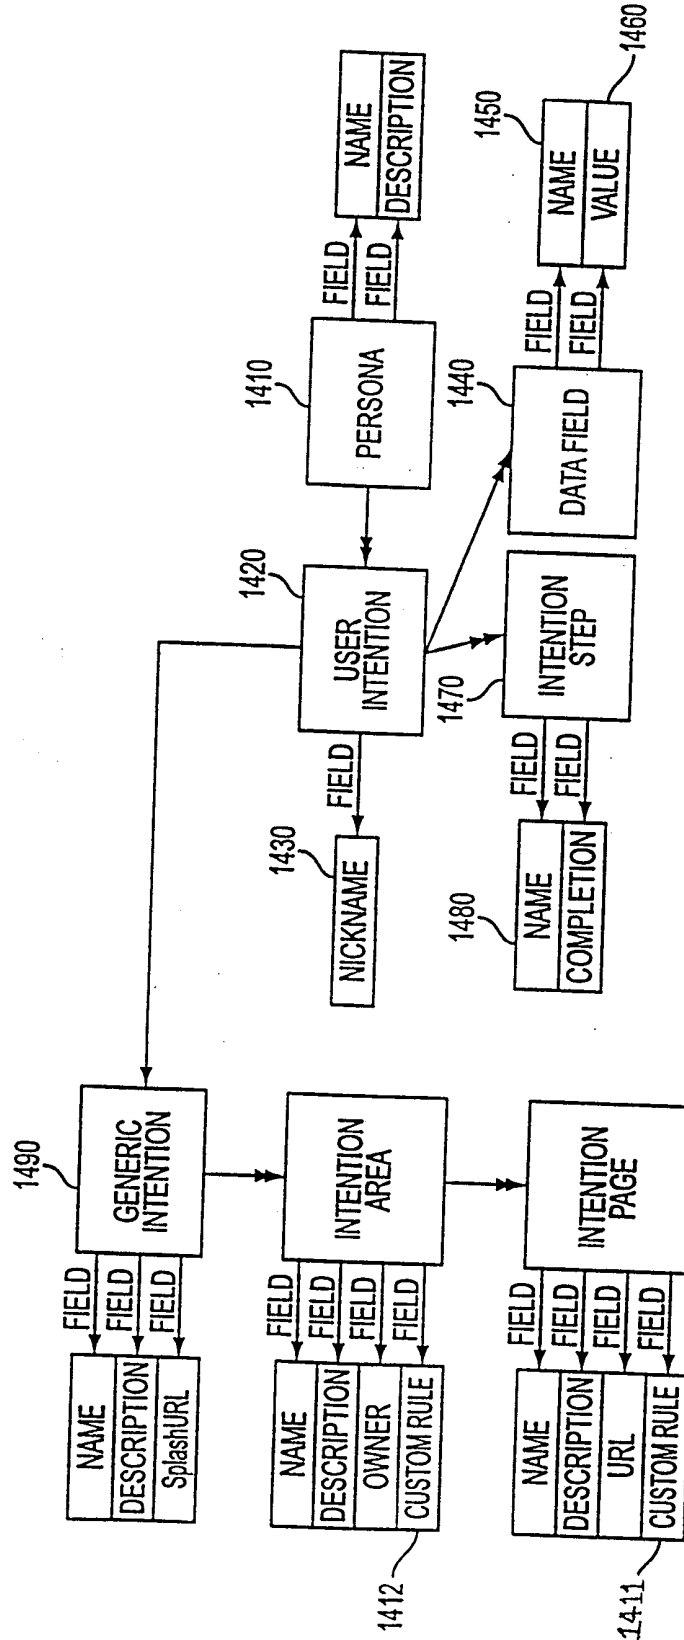 1490
NAME
DESCRIPTION
SplashURL
FIELD
FIELD
FIELD
GENERIC
INTENTION
NAME
DESCRIPTION
OWNER
CUSTOM RULE
1412
FIELD
FIELD
FIELD
FIELD
INTENTION
AREA
NAME
DESCRIPTION
URL
CUSTOM RULE
1411
FIELD
FIELD
FIELD
FIELD
INTENTION
PAGE
1430
NICKNAME
FIELD
1420
USER
INTENTION
1410
PERSONA
FIELD
FIELD
NAME
DESCRIPTION
1480
NAME
COMPLETION
FIELD
FIELD
1470
INTENTION
STEP
1440
DATA FIELD
FIELD
FIELD
1450
NAME
VALUE
1460